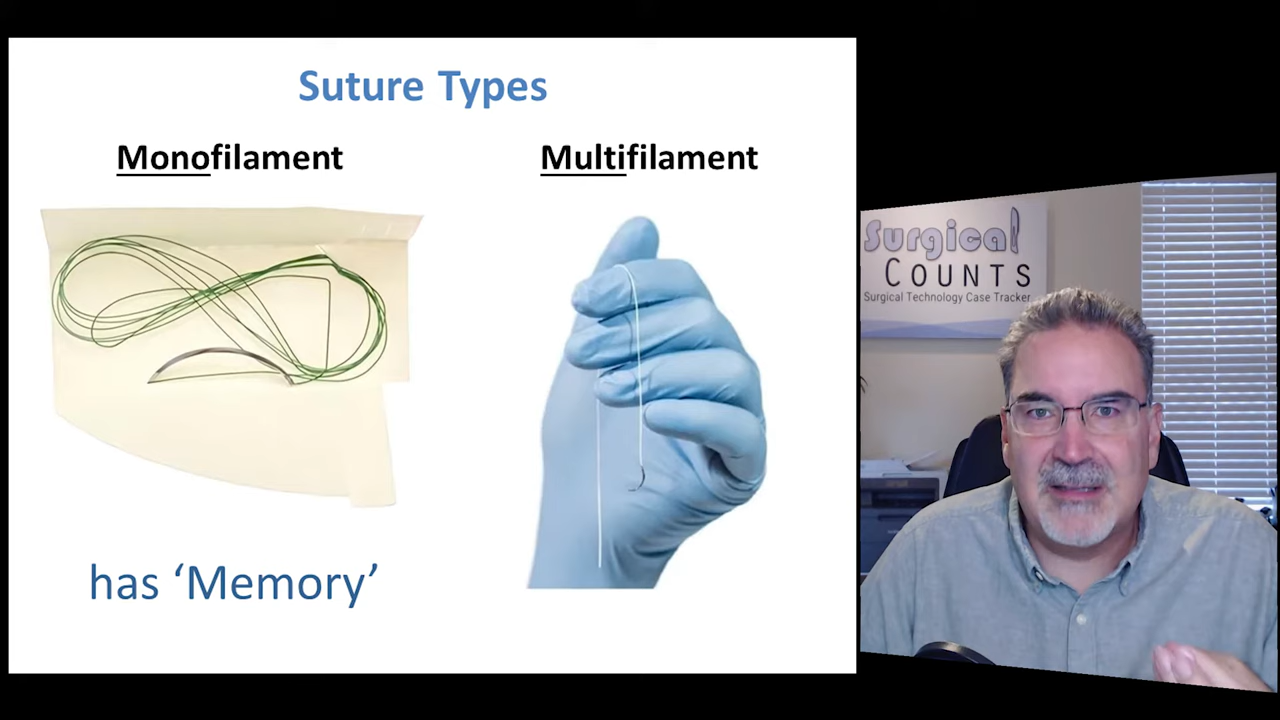 Suture Types
Monofilament
Multifilament
has ‘Memory’
Surgical
COUNTS
Surgical Technology Case Tracker